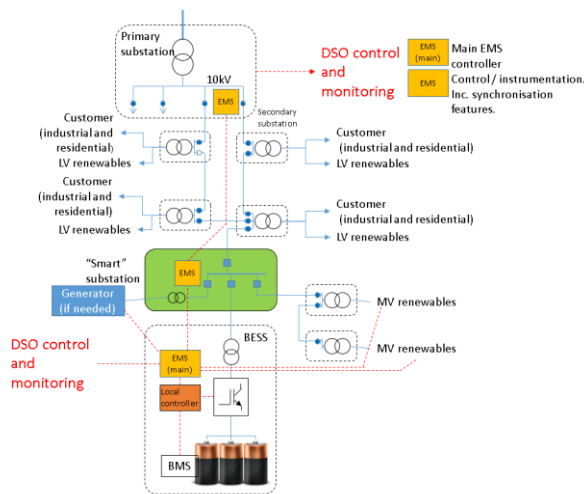 Primary
substation
10kV
EMS
DSO control
and
monitoring
EMS
(main)
Main EMS
controller
EMS
Control / instrumentation.
Inc. synchronisation
features.
Secondary
substation
Customer
(industrial and
residential)
LV renewables
Customer
(industrial and residential)
LV renewables
Customer
(industrial and
residential)
LV renewables
Customer
(industrial and residential)
LV renewables
"Smart"
substation
EMS
Generator
(if needed)
MV renewables
MV renewables
DSO control
and
monitoring
BESS
EMS
(main)
Local
controller
BMS